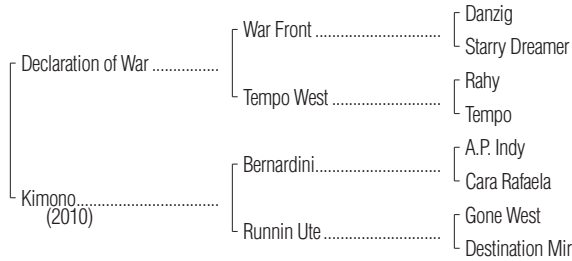 Danzig
War Front ................................
Starry Dreamer
Declaration of War ................
Rahy
Tempo West ...........................
Tempo
A.P. Indy
Bernardini................................
Cara Rafaela
Kimono....................................
(2010)
Gone West
Runnin Ute ..............................
Destination Mir